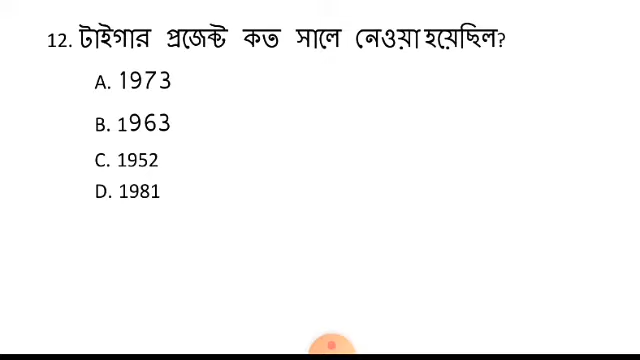 12. টাইগার প্রজেক্ট কত সালে নেওয়া হয়েছিল?
A. 1973
B. 1963
C. 1952
D. 1981